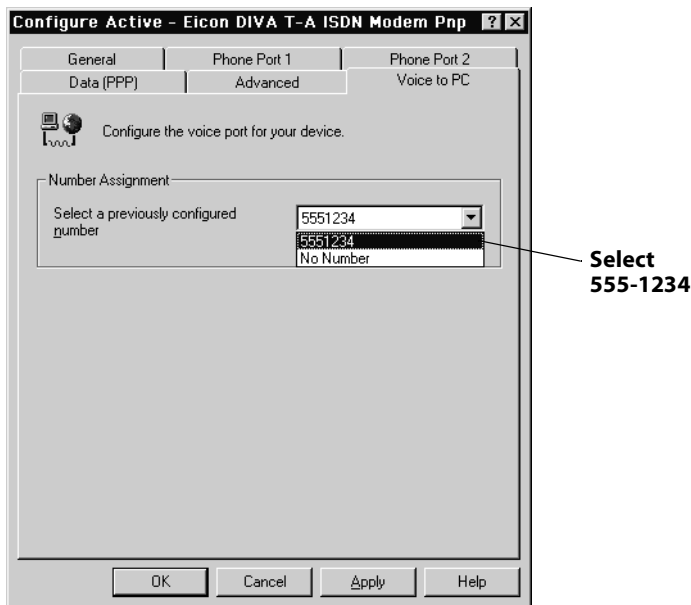 Configure Active - Eicon DIVA T-A ISDN Modem Pnp
General Phone Port 1 Phone Port 2
Data (PPP) Advanced Voice to PC
Configure the voice port for your device.
Number Assignment
Select a previously configured
number
5551234
5551234
No Number
Select
555-1234
OK Cancel Apply Help